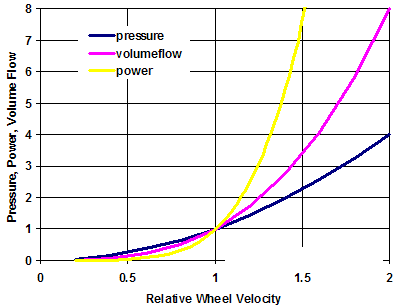 8
7
6
5
4
3
2
1
0
Pressure, Power, Volume Flow
pressure
volumeflow
power
0 0.5 1 1.5 2
Relative Wheel Velocity